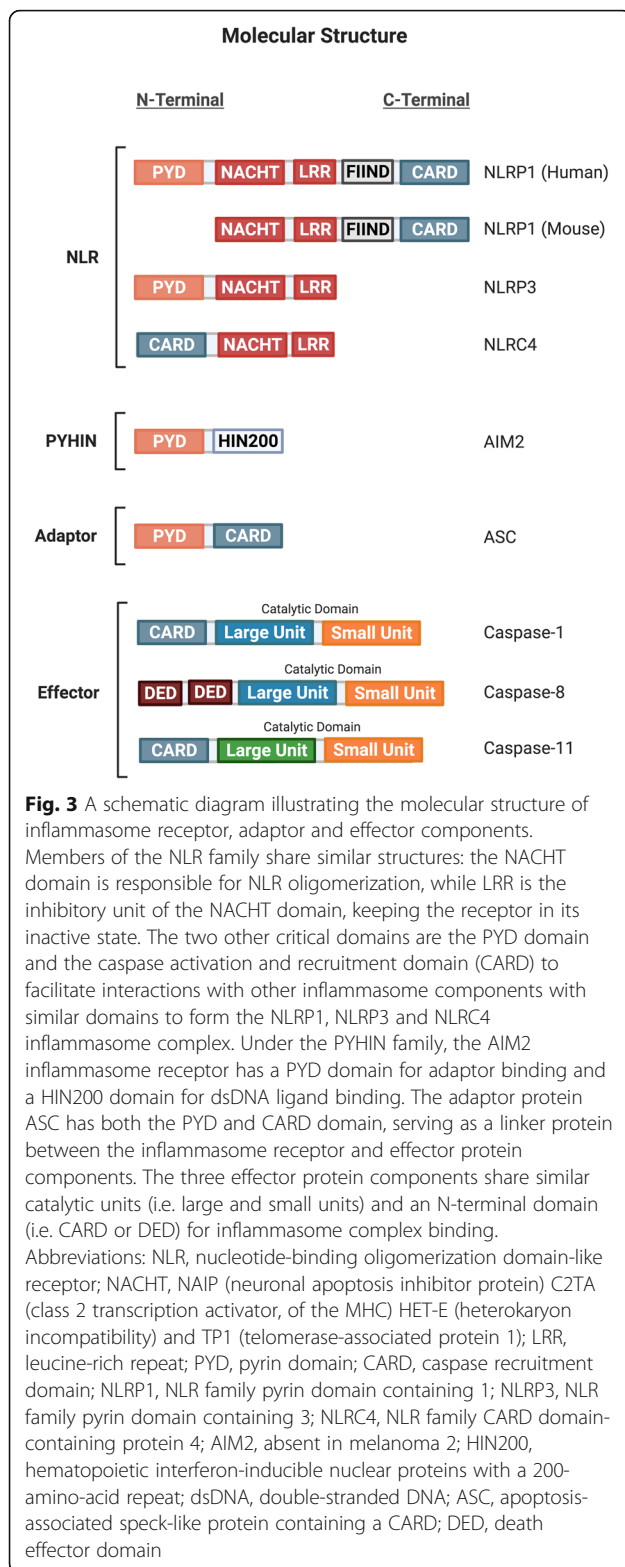 Molecular Structure
N-Terminal C-Terminal
NLR
PYD NACHT LRR FIIND CARD NLRP1 (Human)
NACHT LRR FIIND CARD NLRP1 (Mouse)
PYD NACHT LRR NLRP3
CARD NACHT LRR NLRC4
PYHIN PYD HIN200 AIM2
Adaptor PYD CARD ASC
Effector
Catalytic Domain
CARD Large Unit Small Unit Caspase-1
Catalytic Domain
DED DED Large Unit Small Unit Caspase-8
Catalytic Domain
CARD Large Unit Small Unit Caspase-11
Fig. 3 A schematic diagram illustrating the molecular structure of
inflammasome receptor, adaptor and effector components.
Members of the NLR family share similar structures: the NACHT
domain is responsible for NLR oligomerization, while LRR is the
inhibitory unit of the NACHT domain, keeping the receptor in its
inactive state. The two other critical domains are the PYD domain
and the caspase activation and recruitment domain (CARD) to
facilitate interactions with other inflammasome components with
similar domains to form the NLRP1, NLRP3 and NLRC4
inflammasome complex. Under the PYHIN family, the AIM2
inflammasome receptor has a PYD domain for adaptor binding and
a HIN200 domain for dsDNA ligand binding. The adaptor protein
ASC has both the PYD and CARD domain, serving as a linker protein
between the inflammasome receptor and effector protein
components. The three effector protein components share similar
catalytic units (i.e. large and small units) and an N-terminal domain
(i.e. CARD or DED) for inflammasome complex binding.
Abbreviations: NLR, nucleotide-binding oligomerization domain-like
receptor; NACHT, NAIP (neuronal apoptosis inhibitor protein) C2TA
(class 2 transcription activator, of the MHC) HET-E (heterokaryon
incompatibility) and TP1 (telomerase-associated protein 1); LRR,
leucine-rich repeat; PYD, pyrin domain; CARD, caspase recruitment
domain; NLRP1, NLR family pyrin domain containing 1; NLRP3, NLR
family pyrin domain containing 3; NLRC4, NLR family CARD domain-
containing protein 4; AIM2, absent in melanoma 2; HIN200,
hematopoietic interferon-inducible nuclear proteins with a 200-
amino-acid repeat; dsDNA, double-stranded DNA; ASC, apoptosis-
associated speck-like protein containing a CARD; DED, death
effector domain